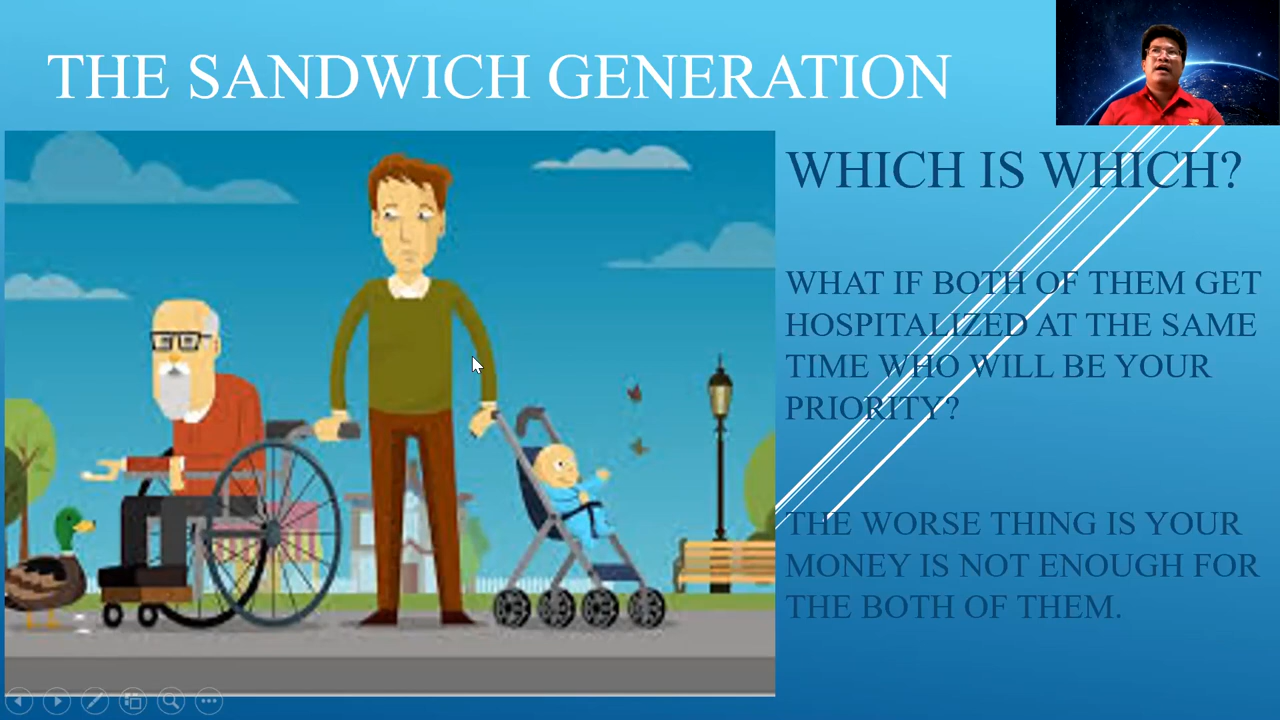 THE SANDWICH GENERATION
WHICH IS WHICH?
WHAT IF BOTH OF THEM GET
HOSPITALIZED AT THE SAME
TIME WHO WILL BE YOUR
PRIORITY?
THE WORSE THING IS YOUR
MONEY IS NOT ENOUGH FOR
THE BOTH OF THEM.